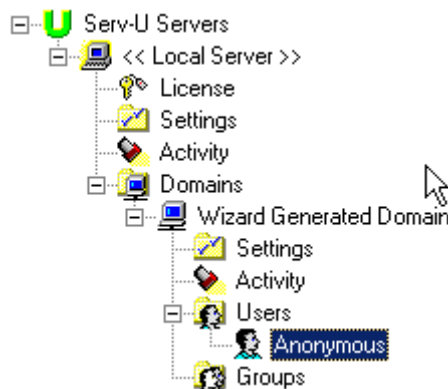 Serv-U Servers
<< Local Server >>
License
Settings
Activity
Domains
Wizard Generated Domain
Settings
Activity
Users
Anonymous
Groups